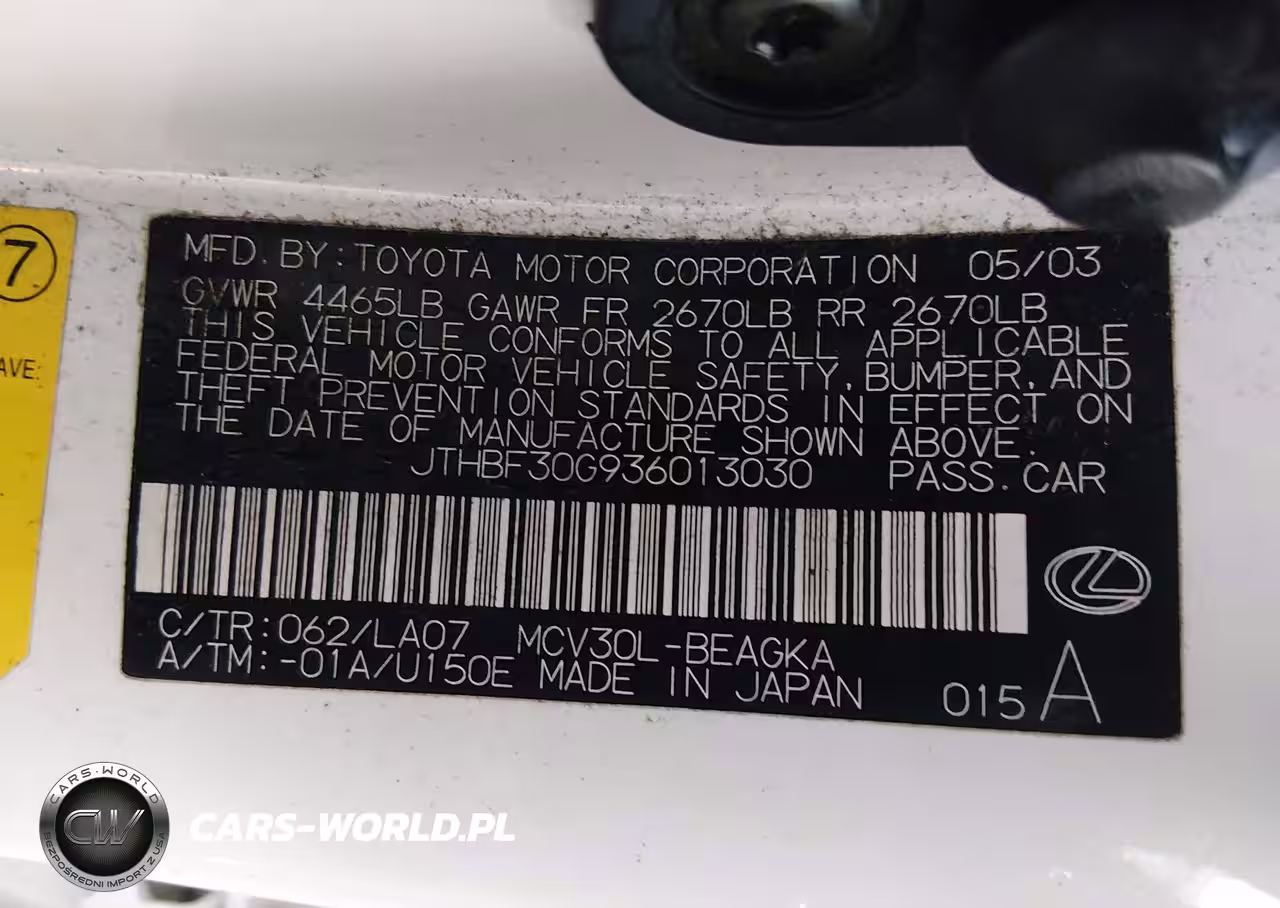 7
AVE:
MFD. BY: TOYOTA MOTOR CORPORATION 05/03
GVWR 4465LB GAWR FR 2670LB RR 2670LB
THIS VEHICLE CONFORMS TO ALL APPLICABLE
FEDERAL MOTOR VEHICLE SAFETY, BUMPER, AND
THEFT PREVENTION STANDARDS IN EFFECT ON
THE DATE OF MANUFACTURE SHOWN ABOVE.
JTHBF30G936013030 PASS. CAR
C/TR: 062/LA07 MCV30L-BEAGKA
A/TM: -01A/U150E MADE IN JAPAN 015 A
CARS-WORLD
CW
BEZPOŚREDNI IMPORT Z USA
CARS-WORLD.PL